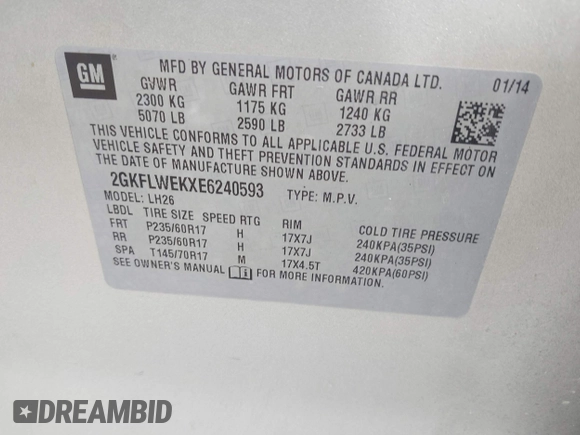 GM
MFD BY GENERAL MOTORS OF CANADA LTD. 01/14
GVWR GAWR FRT GAWR RR
2300 KG 1175 KG 1240 KG
5070 LB 2590 LB 2733 LB
THIS VEHICLE CONFORMS TO ALL APPLICABLE U.S. FEDERAL MOTOR
VEHICLE SAFETY AND THEFT PREVENTION STANDARDS IN EFFECT ON
THE DATE OF MANUFACTURE SHOWN ABOVE.
2GKFLWEKXE6240593 TYPE: M.P.V.
MODEL: LH26
LBDL TIRE SIZE SPEED RTG RIM COLD TIRE PRESSURE
FRT P235/60R17 H 17X7J 240KPA(35PSI)
RR P235/60R17 H 17X7J 240KPA(35PSI)
SPA T145/70R17 M 17X4.5T 420KPA(60PSI)
SEE OWNER'S MANUAL FOR MORE INFORMATION.
DREAMBID